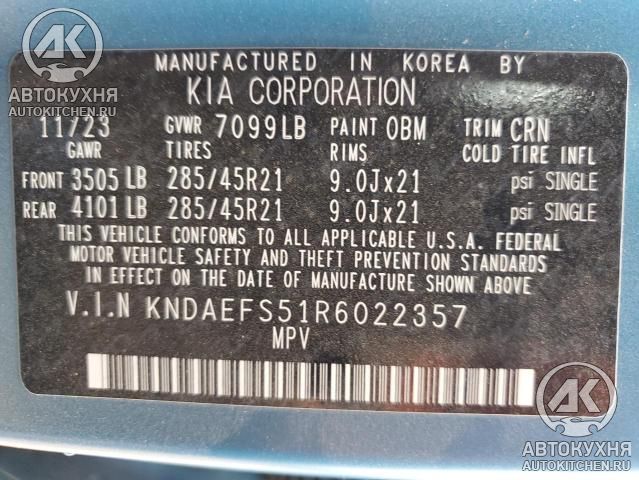 MANUFACTURED IN KOREA BY
KIA CORPORATION
11/23 GVWR 7099LB PAINT 0BM TRIM CRN
GAWR TIRES RIMS COLD TIRE INFL
FRONT 3505 LB 285/45R21 9.0Jx21 psi SINGLE
REAR 4101 LB 285/45R21 9.0Jx21 psi SINGLE
THIS VEHICLE CONFORMS TO ALL APPLICABLE U.S.A. FEDERAL
MOTOR VEHICLE SAFETY AND THEFT PREVENTION STANDARDS
IN EFFECT ON THE DATE OF MANUFACTURE SHOWN ABOVE
V.I.N KNDAEFS51R6022357
MPV
АК
АВТОКУХНЯ
AUTOKITCHEN.RU
АК
АВТОКУХНЯ
AUTOKITCHEN.RU